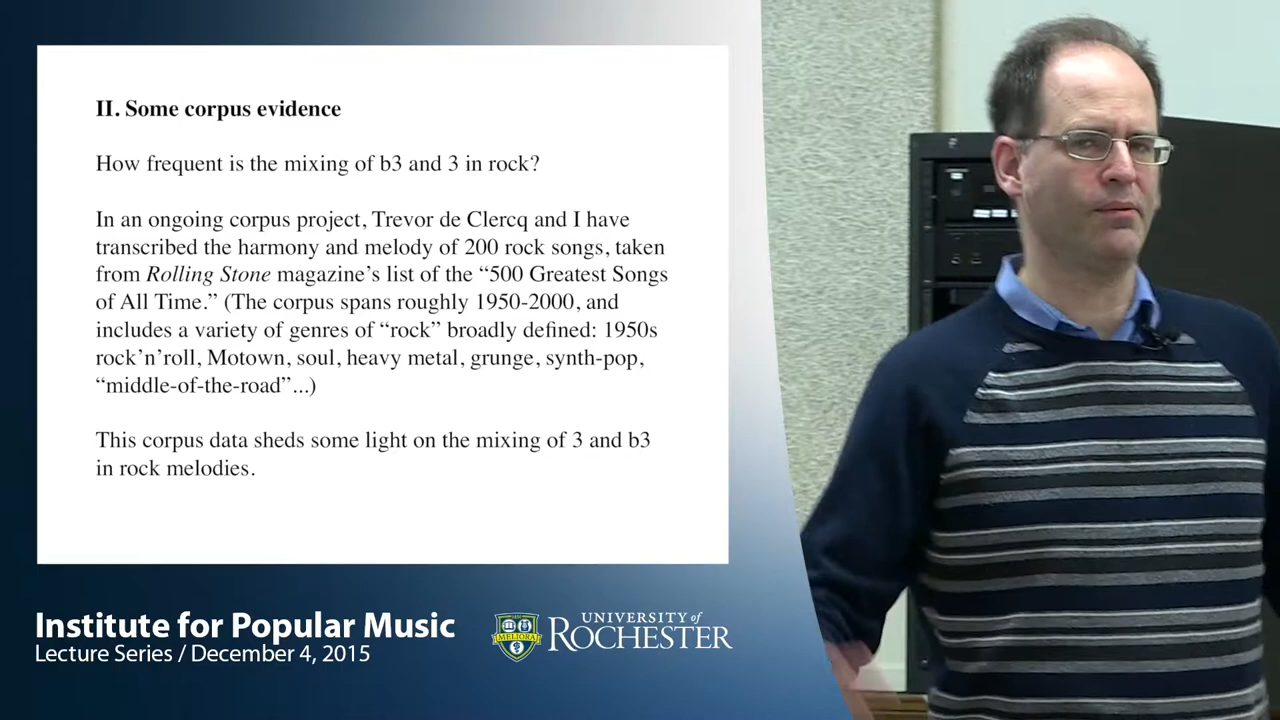 II. Some corpus evidence
How frequent is the mixing of b3 and 3 in rock?
In an ongoing corpus project, Trevor de Clercq and I have
transcribed the harmony and melody of 200 rock songs, taken
from Rolling Stone magazine’s list of the “500 Greatest Songs
of All Time.” (The corpus spans roughly 1950-2000, and
includes a variety of genres of “rock” broadly defined: 1950s
rock’n’roll, Motown, soul, heavy metal, grunge, synth-pop,
“middle-of-the-road”...)
This corpus data sheds some light on the mixing of 3 and b3
in rock melodies.
Institute for Popular Music
Lecture Series / December 4, 2015
MELIORA
UNIVERSITY of
ROCHESTER